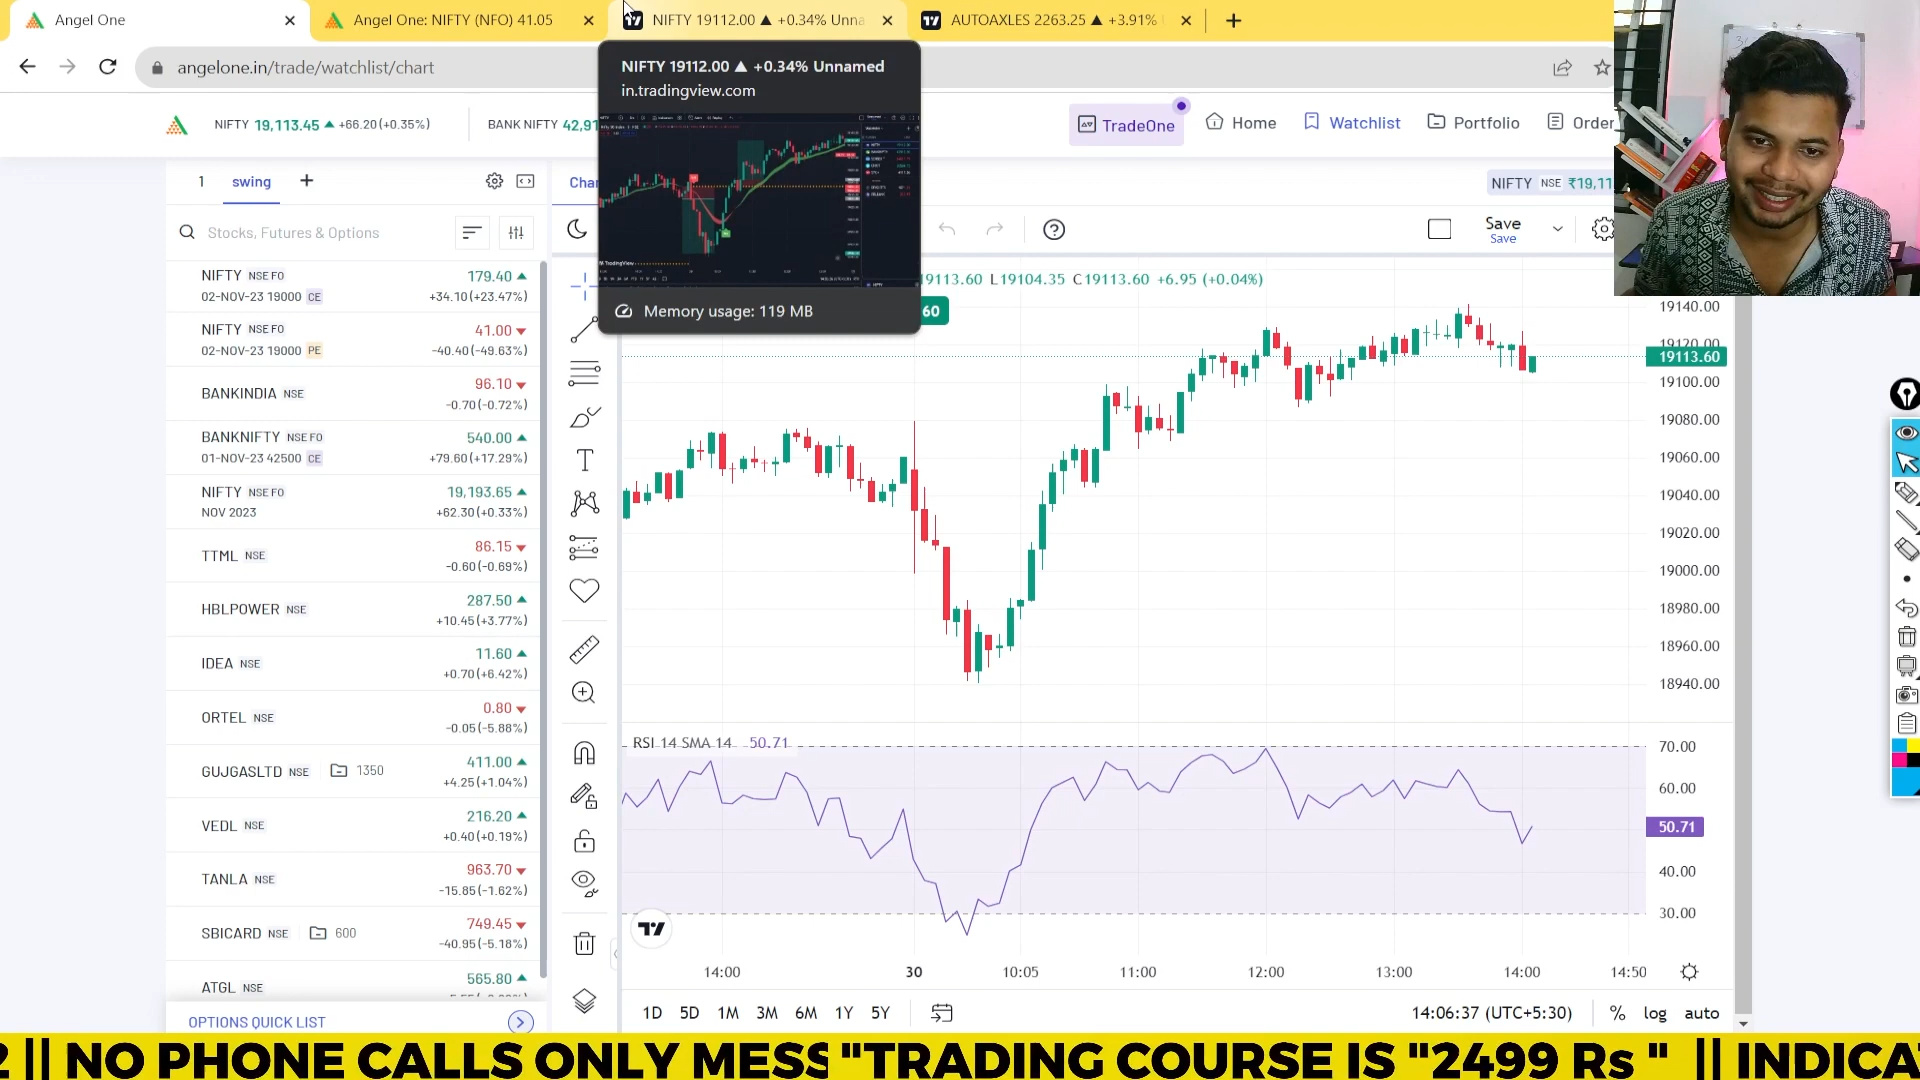 Angel One
Angel One: NIFTY (NFO) 41.05
NIFTY 19112.00 ▲ +0.34% Unna
AUTOAXLES 2263.25 ▲ +3.91%
angelone.in/trade/watchlist/chart
NIFTY 19112.00 ▲ +0.34% Unnamed
in.tradingview.com
Memory usage: 119 MB
NIFTY 19,113.45 ▲ +66.20(+0.35%)
BANK NIFTY 42,91
TradeOne
Home
Watchlist
Portfolio
Order
1
swing
Char
NIFTY NSE ₹19,11
Stocks, Futures & Options
Save
Save
19113.60 L19104.35 C19113.60 +6.95 (+0.04%)
60
NIFTY NSE FO 179.40
02-NOV-23 19000 CE +34.10(+23.47%)
NIFTY NSE FO 41.00
02-NOV-23 19000 PE -40.40(-49.63%)
BANKINDIA NSE 96.10
-0.70(-0.72%)
BANKNIFTY NSE FO 540.00
01-NOV-23 42500 CE +79.60(+17.29%)
NIFTY NSE FO 19,193.65
NOV 2023 +62.30(+0.33%)
TTML NSE 86.15
-0.60(-0.69%)
HBLPOWER NSE 287.50
+10.45(+3.77%)
IDEA NSE 11.60
+0.70(+6.42%)
ORTEL NSE 0.80
-0.05(-5.88%)
GUJGASLTD NSE 1350 411.00
+4.25(+1.04%)
VEDL NSE 216.20
+0.40(+0.19%)
TANLA NSE 963.70
-15.85(-1.62%)
SBICARD NSE 600 749.45
-40.95(-5.18%)
ATGL NSE 565.80
OPTIONS QUICK LIST
19140.00
19120.00
19113.60
19100.00
19080.00
19060.00
19040.00
19020.00
19000.00
18980.00
18960.00
18940.00
RSI 14 SMA 14 50.71
70.00
60.00
50.71
40.00
30.00
14:00 30 10:05 11:00 12:00 13:00 14:00 14:50
1D 5D 1M 3M 6M 1Y 5Y
14:06:37 (UTC+5:30) % log auto
2 || NO PHONE CALLS ONLY MESS "TRADING COURSE IS "2499 Rs " || INDICA